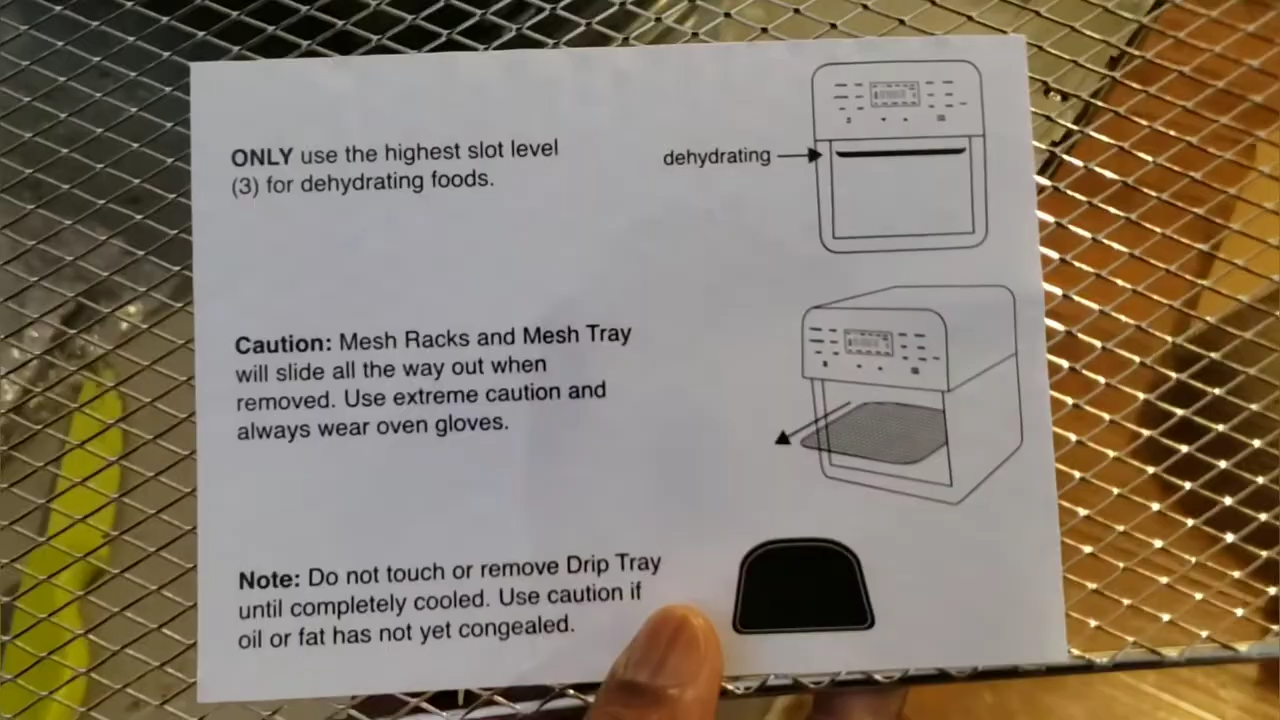 ONLY use the highest slot level
(3) for dehydrating foods.
dehydrating
Caution: Mesh Racks and Mesh Tray
will slide all the way out when
removed. Use extreme caution and
always wear oven gloves.
Note: Do not touch or remove Drip Tray
until completely cooled. Use caution if
oil or fat has not yet congealed.